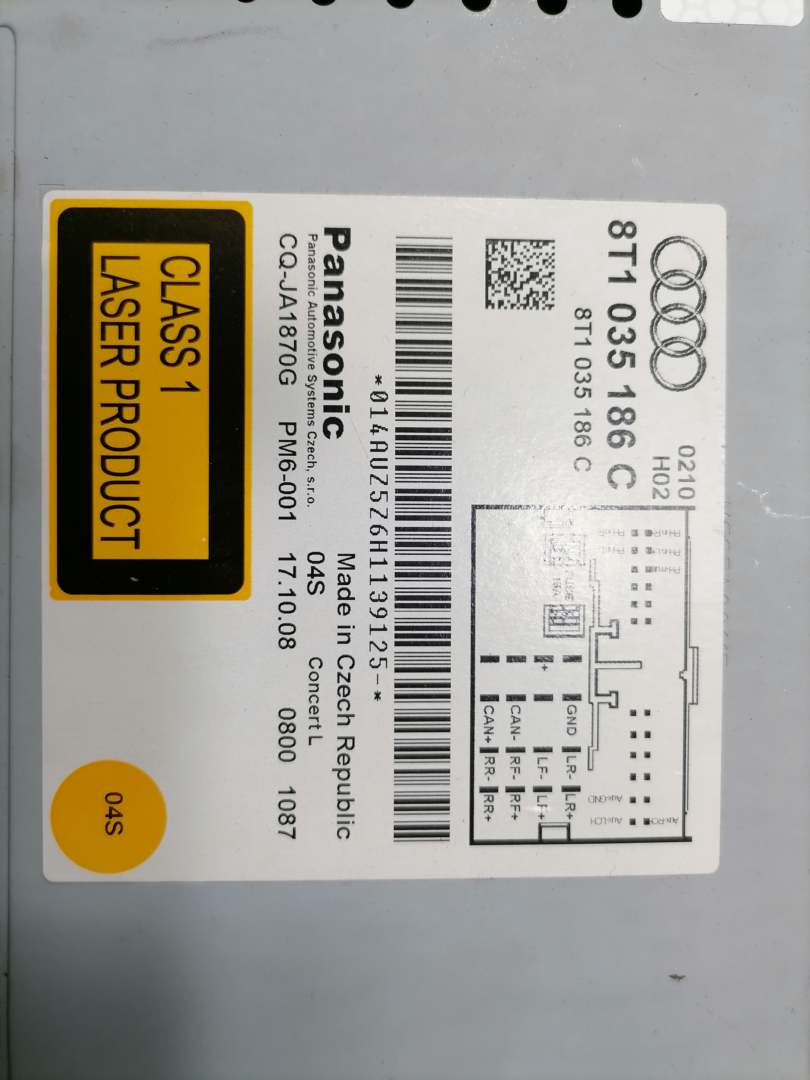 8T1 035 186 C
8T1 035 186 C
0210
H02
GND
LR-
LR+
+
LF-
LF+
CAN-
RF-
RF+
CAN+
RR-
RR+
*014AUZ5Z6H1139125-*
Panasonic
Made in Czech Republic
Panasonic Automotive Systems Czech, s.r.o.
04S
Concert L
CQ-JA1870G PM6-001 17.10.08 0800 1087
CLASS 1
LASER PRODUCT
04S